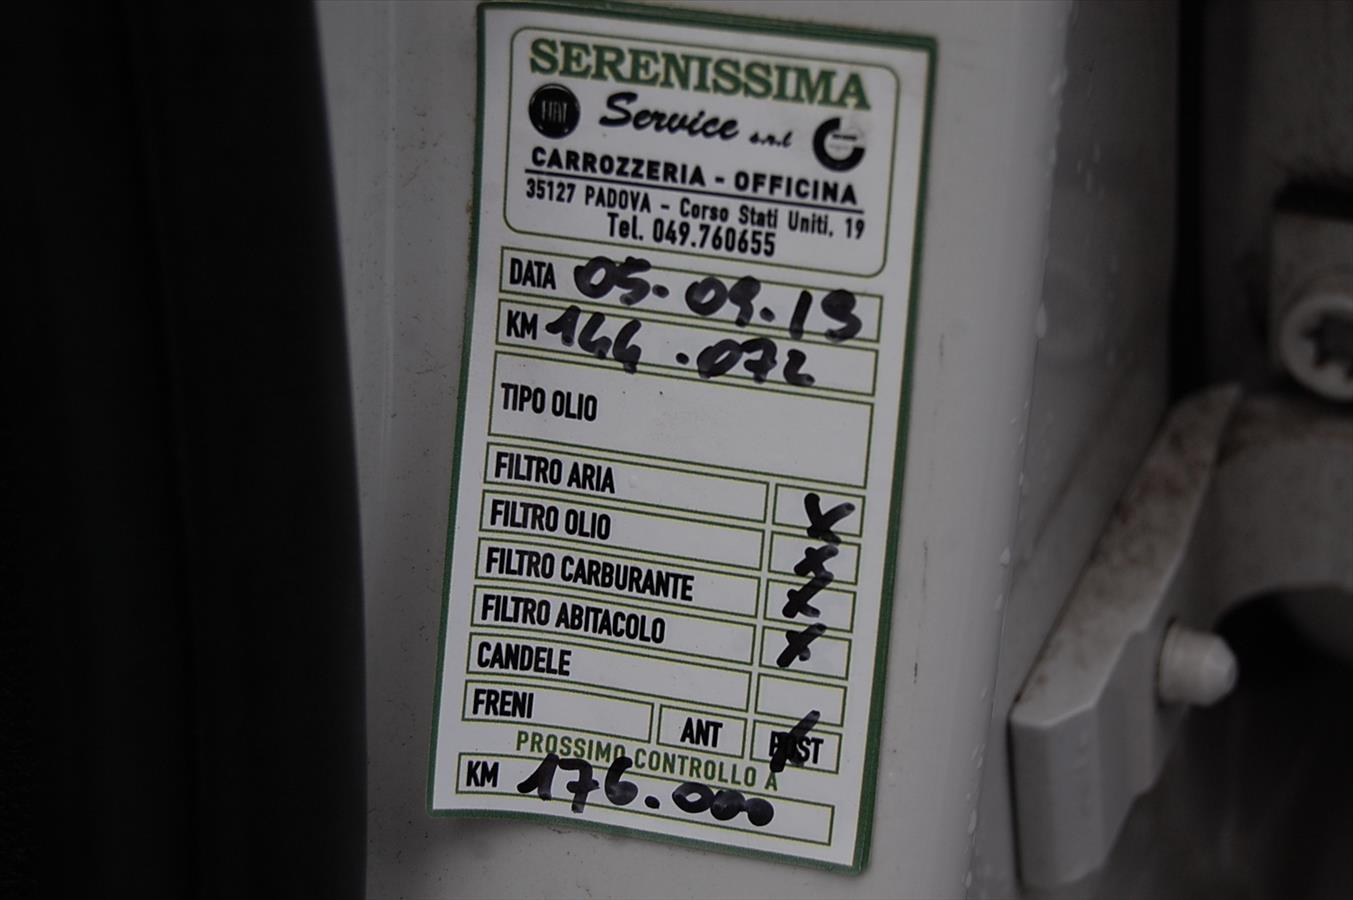 SERENISSIMA
FIAT
Service s.r.l
CARROZZERIA - OFFICINA
35127 PADOVA - Corso Stati Uniti, 19
Tel. 049.760655
DATA 05.09.19
KM 144.072
TIPO OLIO
FILTRO ARIA X
FILTRO OLIO X
FILTRO CARBURANTE X
FILTRO ABITACOLO X
CANDELE
FRENI ANT POST
PROSSIMO CONTROLLO A
KM 176.000